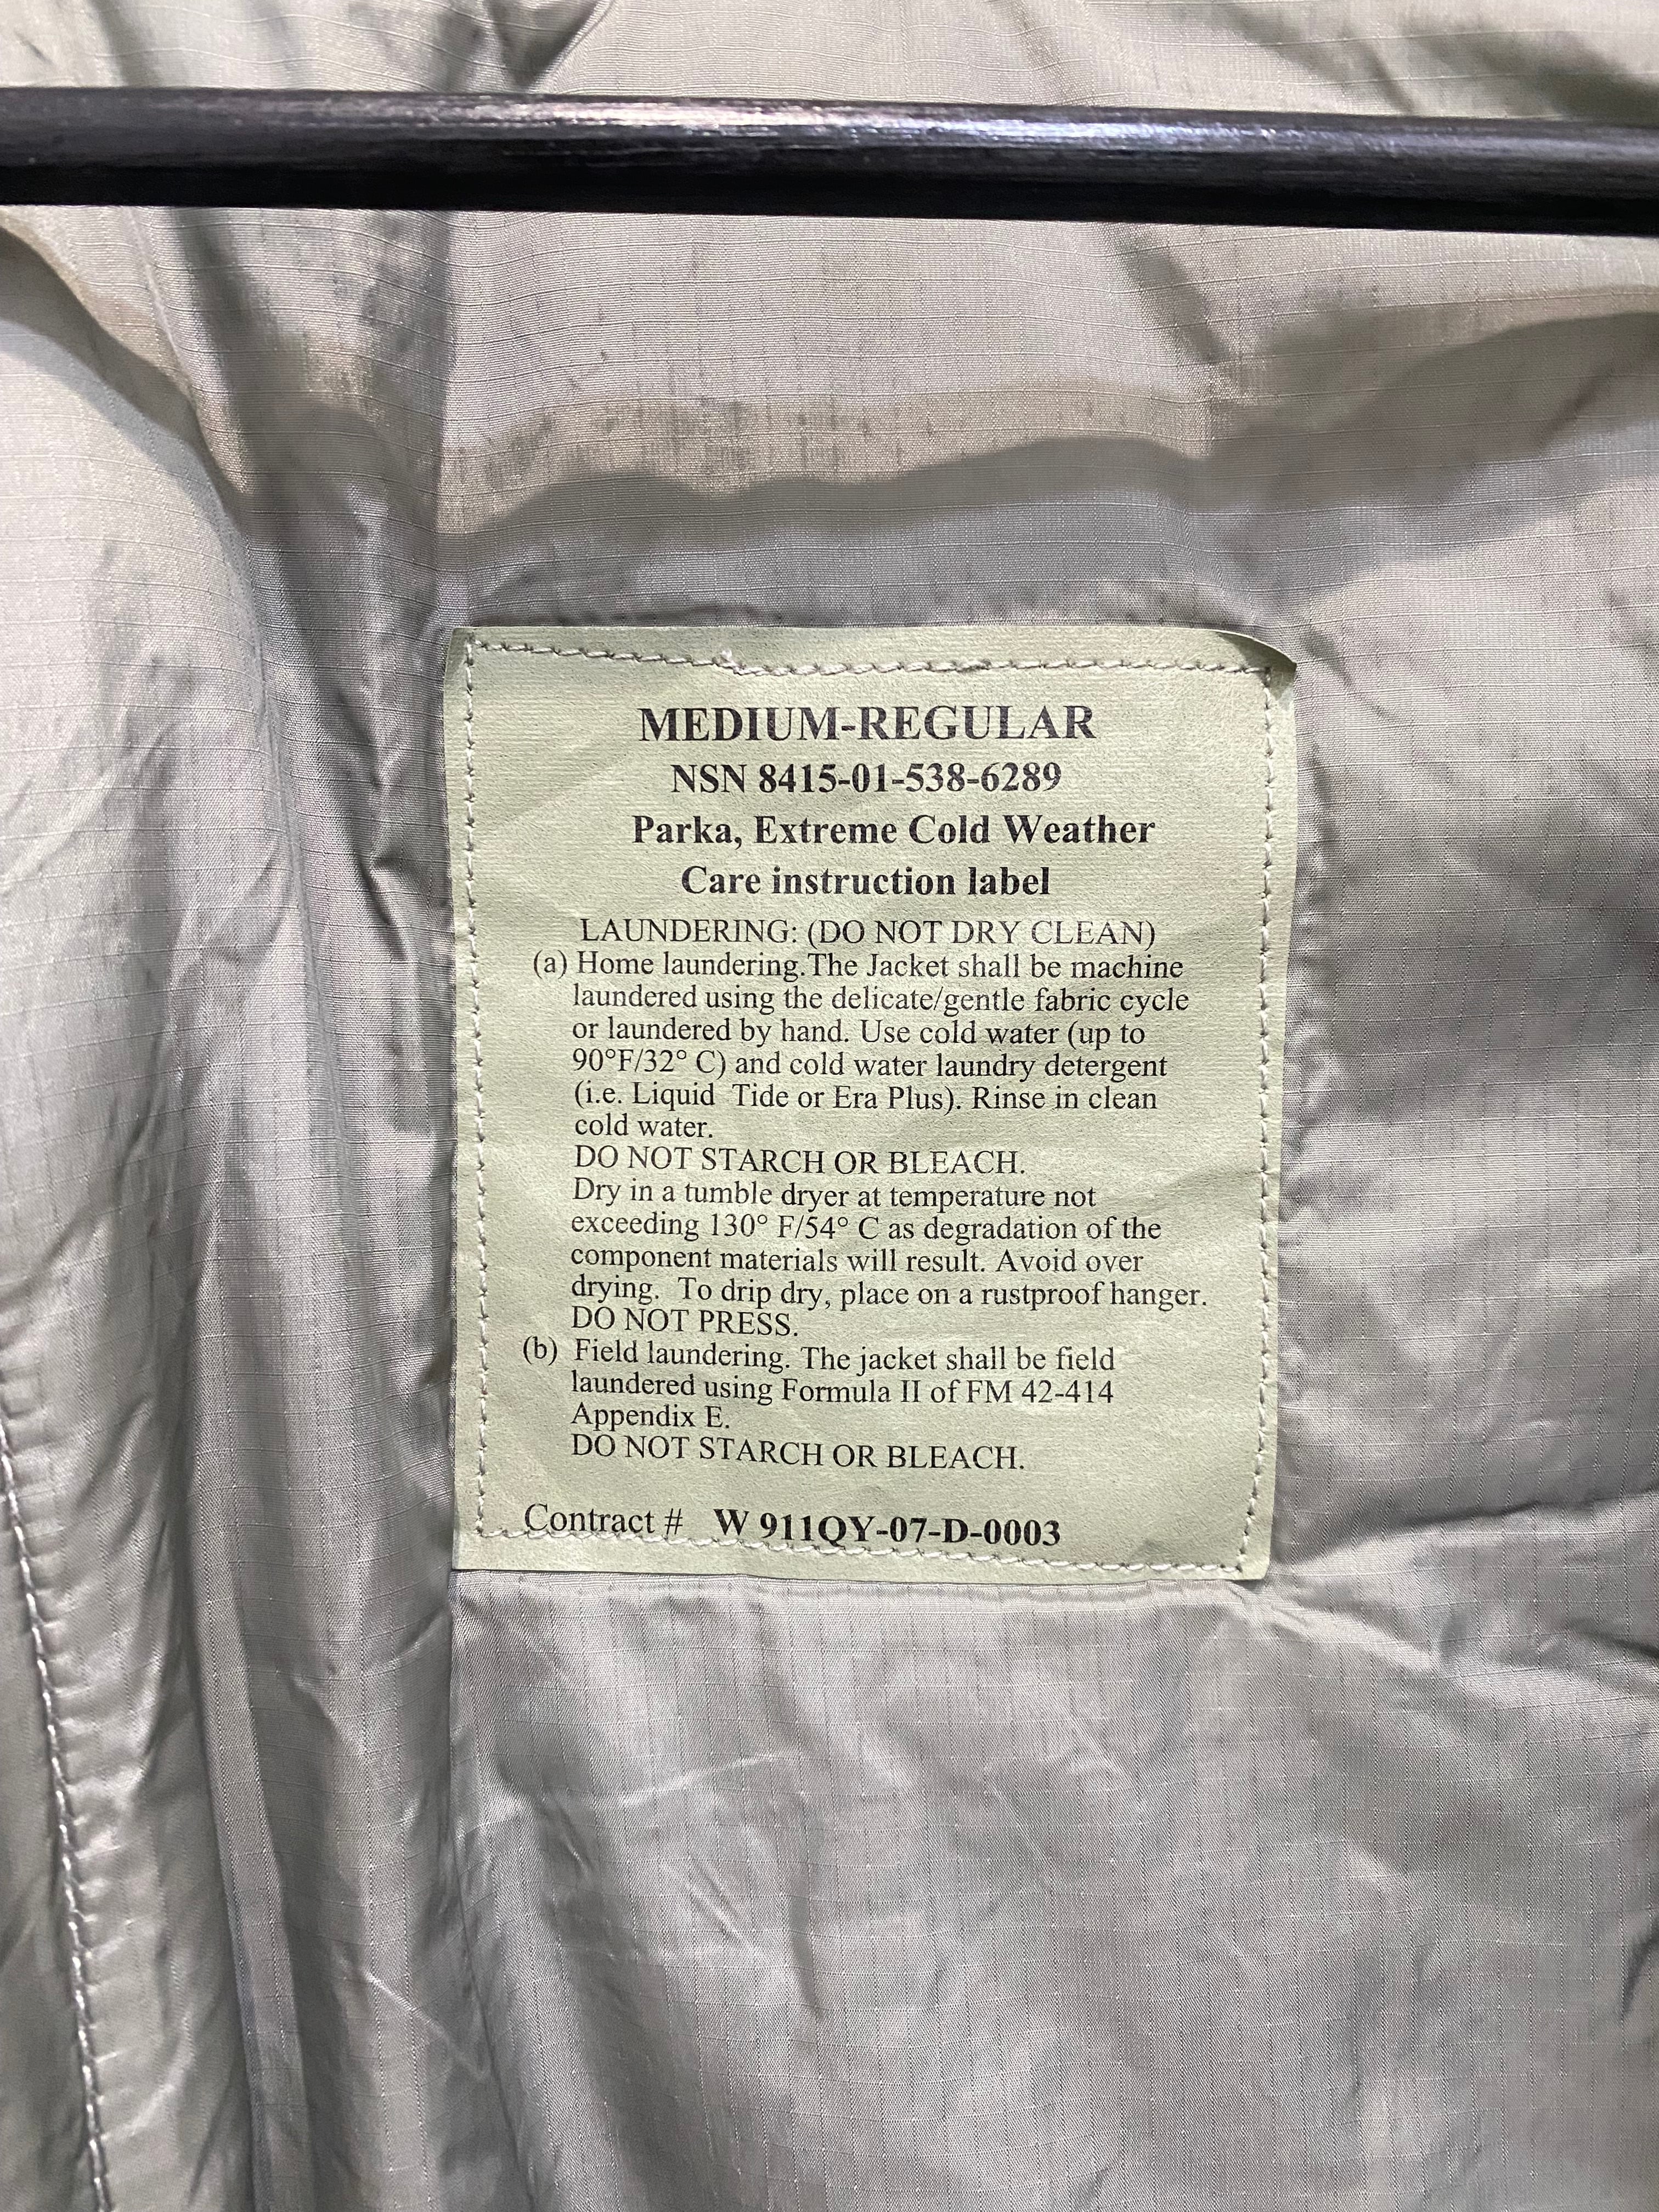 MEDIUM-REGULAR
NSN 8415-01-538-6289
Parka, Extreme Cold Weather
Care instruction label
LAUNDERING: (DO NOT DRY CLEAN)
(a) Home laundering.The Jacket shall be machine
laundered using the delicate/gentle fabric cycle
or laundered by hand. Use cold water (up to
90°F/32° C) and cold water laundry detergent
(i.e. Liquid  Tide or Era Plus). Rinse in clean
cold water.
DO NOT STARCH OR BLEACH.
Dry in a tumble dryer at temperature not
exceeding 130° F/54° C as degradation of the
component materials will result. Avoid over
drying.  To drip dry, place on a rustproof hanger.
DO NOT PRESS.
(b)  Field laundering. The jacket shall be field
laundered using Formula II of FM 42-414
Appendix E.
DO NOT STARCH OR BLEACH.
Contract #   W 911QY-07-D-0003